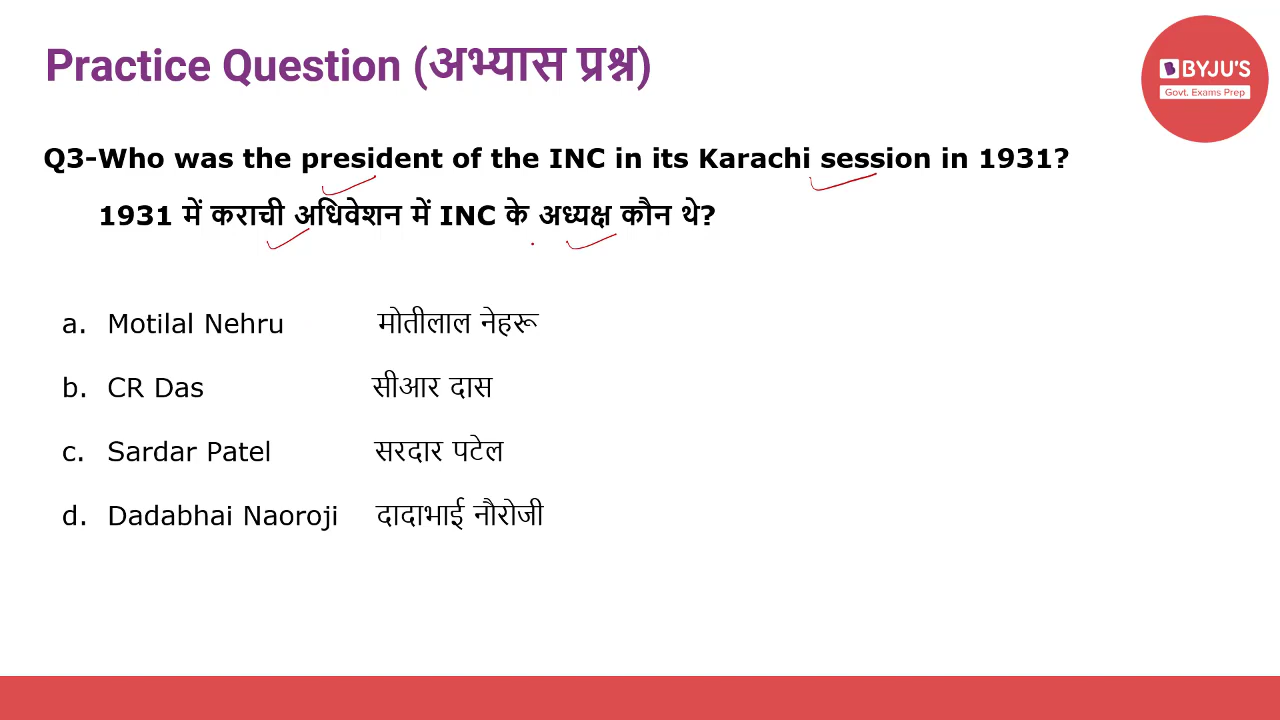 Practice Question (अभ्यास प्रश्न)
BYJU'S
Govt. Exams Prep
Q3-Who was the president of the INC in its Karachi session in 1931?
1931 में कराची अधिवेशन में INC के अध्यक्ष कौन थे?
a. Motilal Nehru मोतीलाल नेहरू
b. CR Das सीआर दास
c. Sardar Patel सरदार पटेल
d. Dadabhai Naoroji दादाभाई नौरोजी